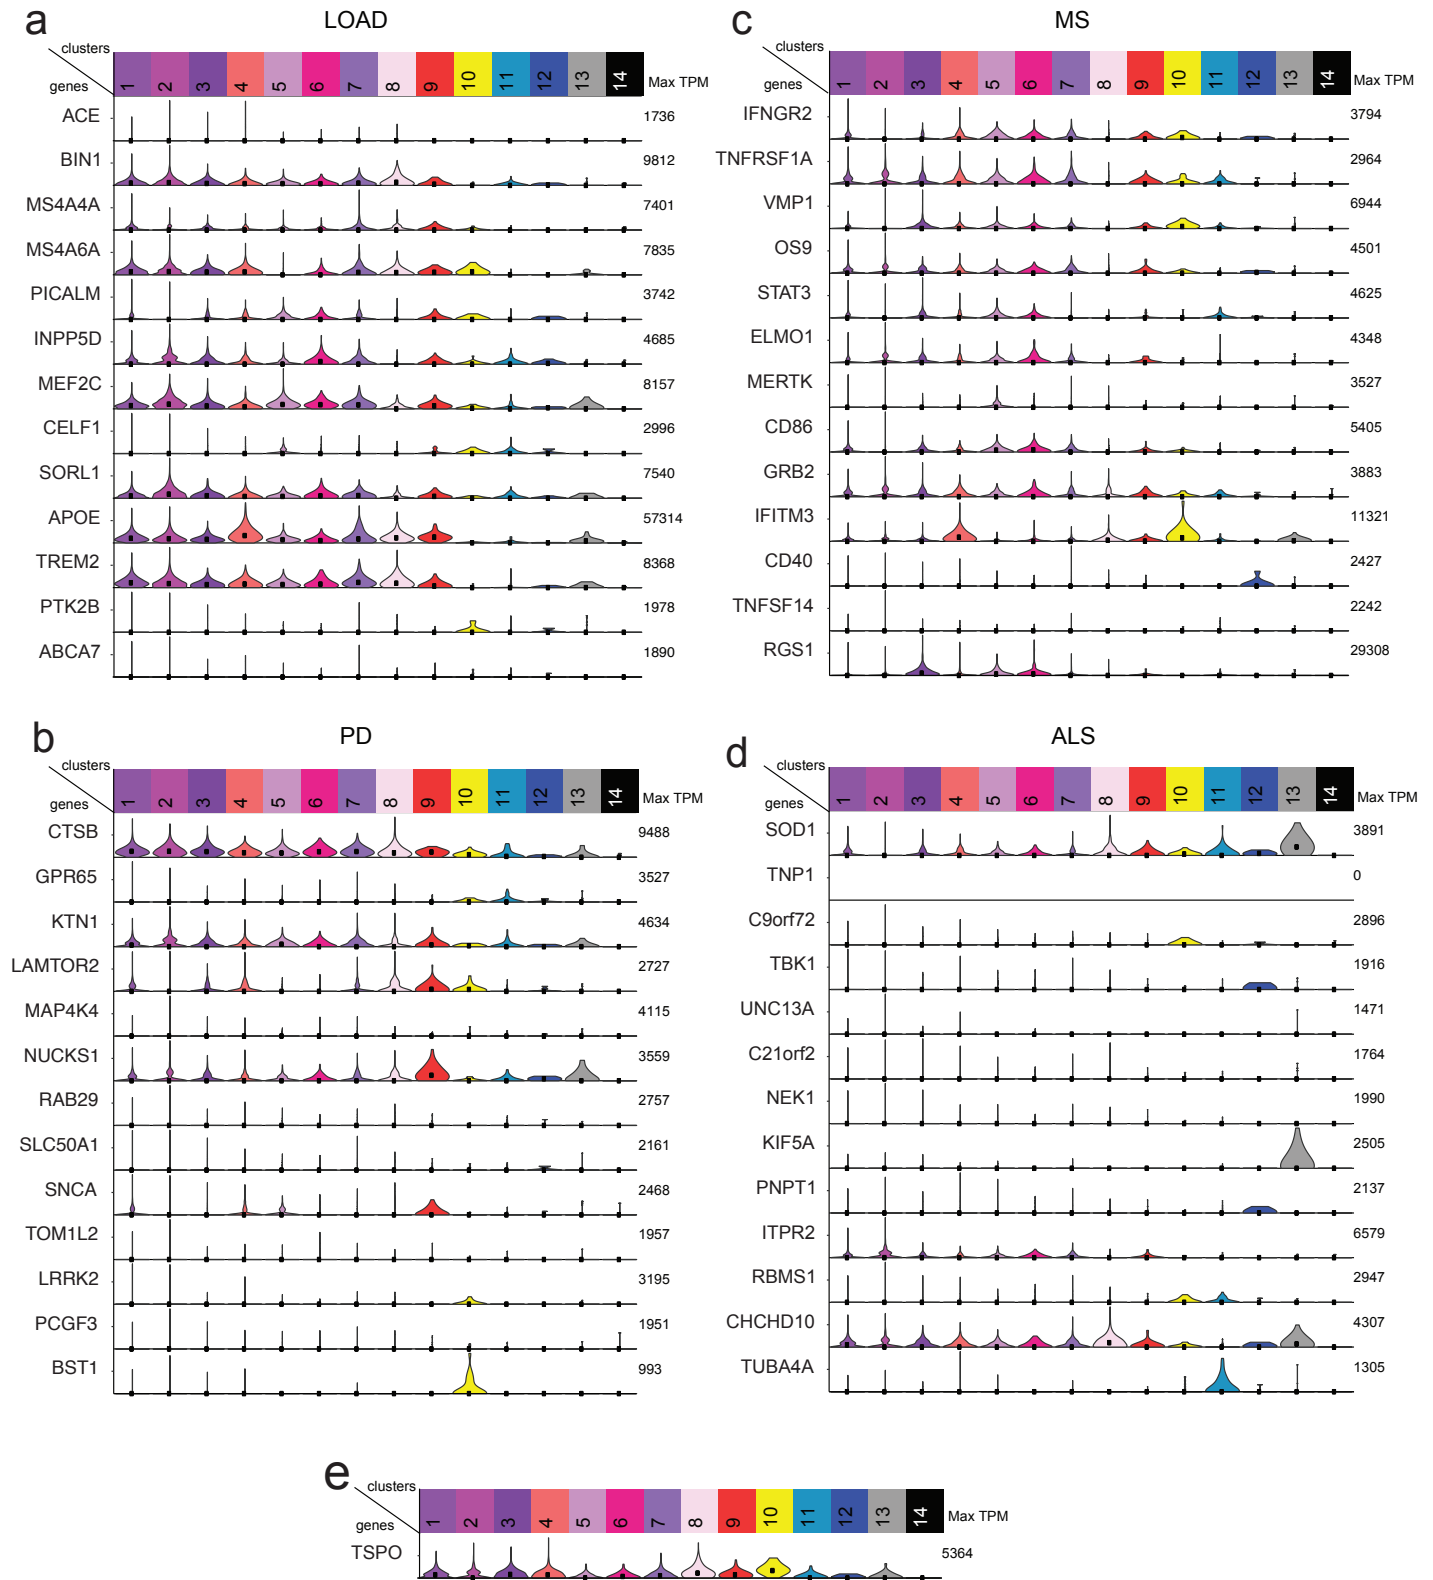 a
LOAD
clusters
genes
1 2 3 4 5 6 7 8 9 10 11 12 13 14
Max TPM
ACE 1736
BIN1 9812
MS4A4A 7401
MS4A6A 7835
PICALM 3742
INPP5D 4685
MEF2C 8157
CELF1 2996
SORL1 7540
APOE 57314
TREM2 8368
PTK2B 1978
ABCA7 1890
b
PD
clusters
genes
1 2 3 4 5 6 7 8 9 10 11 12 13 14
Max TPM
CTSB 9488
GPR65 3527
KTN1 4634
LAMTOR2 2727
MAP4K4 4115
NUCKS1 3559
RAB29 2757
SLC50A1 2161
SNCA 2468
TOM1L2 1957
LRRK2 3195
PCGF3 1951
BST1 993
c
MS
clusters
genes
1 2 3 4 5 6 7 8 9 10 11 12 13 14
Max TPM
IFNGR2 3794
TNFRSF1A 2964
VMP1 6944
OS9 4501
STAT3 4625
ELMO1 4348
MERTK 3527
CD86 5405
GRB2 3883
IFITM3 11321
CD40 2427
TNFSF14 2242
RGS1 29308
d
ALS
clusters
genes
1 2 3 4 5 6 7 8 9 10 11 12 13 14
Max TPM
SOD1 3891
TNP1 0
C9orf72 2896
TBK1 1916
UNC13A 1471
C21orf2 1764
NEK1 1990
KIF5A 2505
PNPT1 2137
ITPR2 6579
RBMS1 2947
CHCHD10 4307
TUBA4A 1305
e
clusters
genes
1 2 3 4 5 6 7 8 9 10 11 12 13 14
Max TPM
TSPO 5364